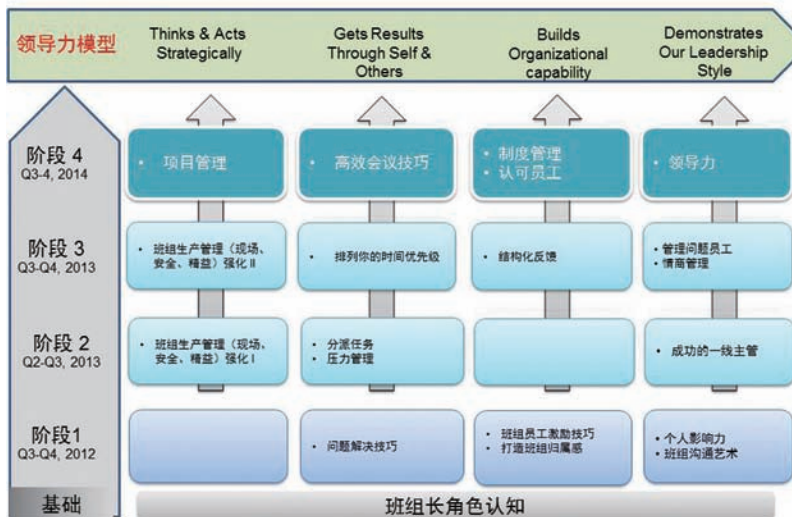 领导力模型
Thinks & Acts
Strategically
Gets Results
Through Self &
Others
Builds
Organizational
capability
Demonstrates
Our Leadership
Style
阶段 4
Q3-4, 2014
• 项目管理
• 高效会议技巧
• 制度管理
• 认可员工
• 领导力
阶段 3
Q3-Q4, 2013
• 班组生产管理（现场、
安全、精益）强化 II
• 排列你的时间优先级
• 结构化反馈
• 管理问题员工
• 情商管理
阶段 2
Q2-Q3, 2013
• 班组生产管理（现场、
安全、精益）强化 I
• 分派任务
• 压力管理
• 成功的一线主管
阶段1
Q3-Q4, 2012
• 问题解决技巧
• 班组员工激励技巧
• 打造班组归属感
• 个人影响力
• 班组沟通艺术
基础
班组长角色认知